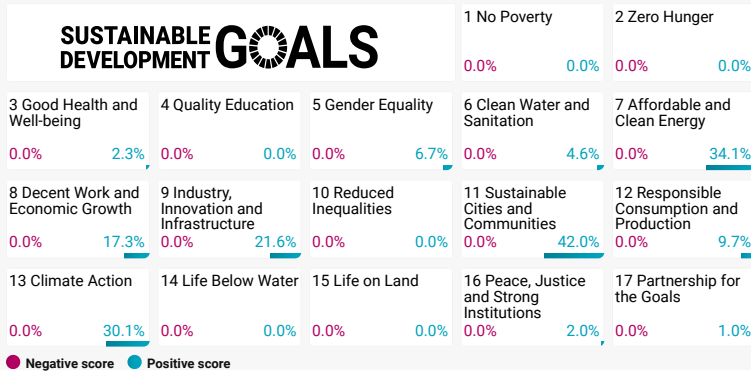 SUSTAINABLE
DEVELOPMENT GOALS
1 No Poverty
0.0% 0.0%
2 Zero Hunger
0.0% 0.0%
3 Good Health and
Well-being
0.0% 2.3%
4 Quality Education
0.0% 0.0%
5 Gender Equality
0.0% 6.7%
6 Clean Water and
Sanitation
0.0% 4.6%
7 Affordable and
Clean Energy
0.0% 34.1%
8 Decent Work and
Economic Growth
0.0% 17.3%
9 Industry,
Innovation and
Infrastructure
0.0% 21.6%
10 Reduced
Inequalities
0.0% 0.0%
11 Sustainable
Cities and
Communities
0.0% 42.0%
12 Responsible
Consumption and
Production
0.0% 9.7%
13 Climate Action
0.0% 30.1%
14 Life Below Water
0.0% 0.0%
15 Life on Land
0.0% 0.0%
16 Peace, Justice
and Strong
Institutions
0.0% 2.0%
17 Partnership for
the Goals
0.0% 1.0%
Negative score Positive score